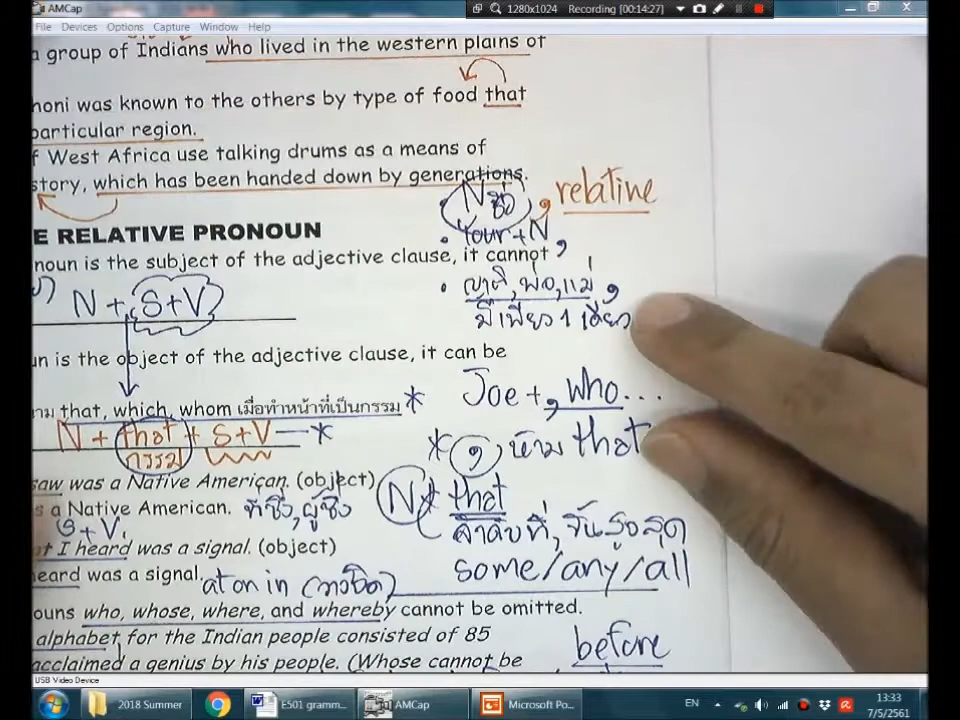 AMCap
1280x1024 Recording [00:14:27]
File Devices Options Capture Window Help
a group of Indians who lived in the western plains of
noni was known to the others by type of food that
particular region.
f West Africa use talking drums as a means of
story, which has been handed down by generations.
N ชื่อ , relative
E RELATIVE PRONOUN
• your + N ,
noun is the subject of the adjective clause, it cannot
N + S+V
• ญาติ, พ่อ, แม่ ,
มีเพียง 1 เดียว
un is the object of the adjective clause, it can be
Joe + , who...
าม that, which, whom เมื่อทำหน้าที่เป็นกรรม *
N + that + S+V *
กรรม
* , ห้าม that
saw was a Native American. (object)
N * that
s a Native American. ที่ซึ่ง, ผู้ซึ่ง
S+V
ลำดับที่, ขั้นสูงสุด
at I heard was a signal. (object)
some/any/all
heard was a signal. at on in
nouns who, whose, where, and whereby cannot be omitted.
alphabet for the Indian people consisted of 85
before
acclaimed a genius by his people. (Whose cannot be
USB Video Device
2018 Summer E501 gramm... AMCap Microsoft Po... EN 13:33
7/5/2561